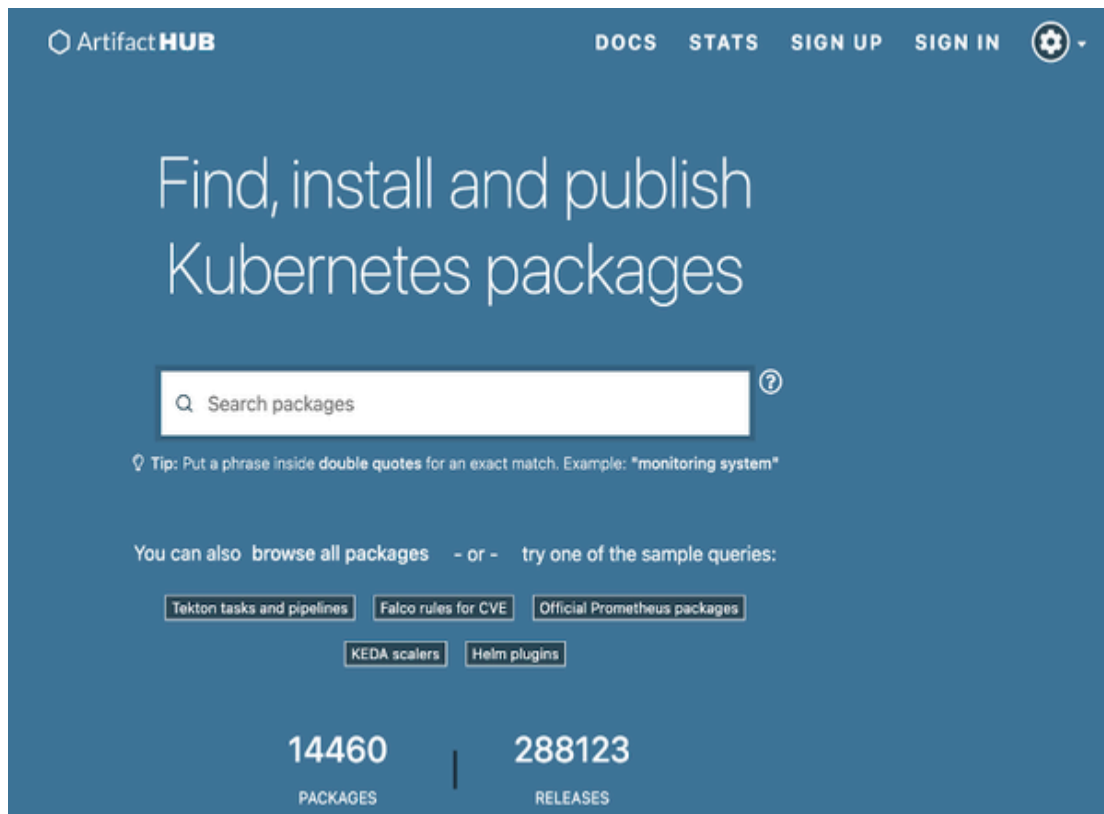 ArtifactHUB DOCS STATS SIGN UP SIGN IN
Find, install and publish
Kubernetes packages
Search packages
Tip: Put a phrase inside double quotes for an exact match. Example: "monitoring system"
You can also browse all packages - or - try one of the sample queries:
Tekton tasks and pipelines Falco rules for CVE Official Prometheus packages
KEDA scalers Helm plugins
14460 288123
PACKAGES RELEASES